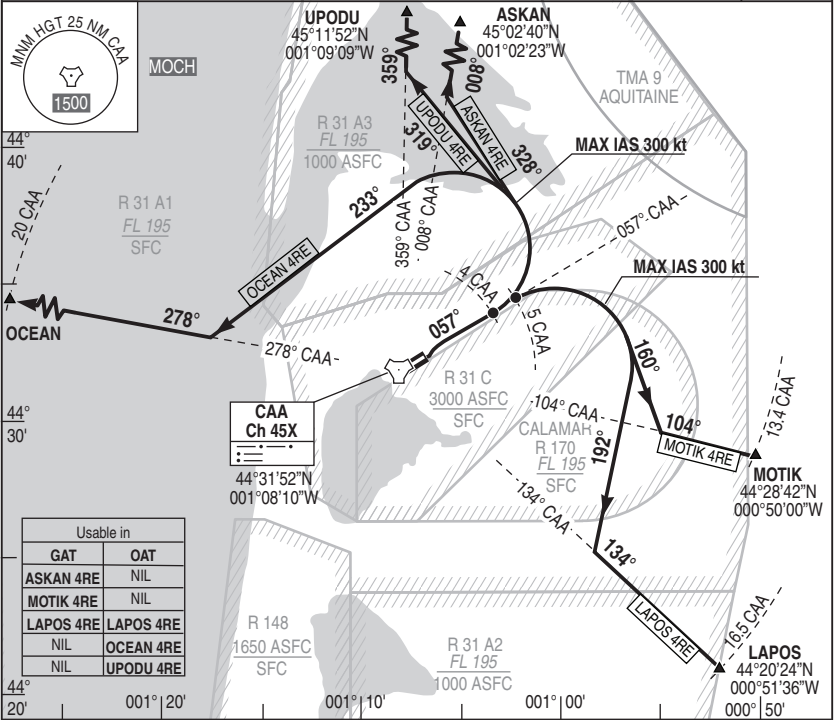 MNM HGT 25 NM CAA
1500
MOCH
UPODU
45°11'52"N
001°09'09"W
ASKAN
45°02'40"N
001°02'23"W
TMA 9
AQUITAINE
359°
008°
UPODU 4RE
319°
ASKAN 4RE
328°
R 31 A3
FL 195
1000 ASFC
MAX IAS 300 kt
44°
40'
20 CAA
R 31 A1
FL 195
SFC
233°
359° CAA
008° CAA
057° CAA
OCEAN 4RE
4 CAA
MAX IAS 300 kt
OCEAN
278°
278° CAA
057°
5 CAA
160°
R 31 C
3000 ASFC
SFC
104° CAA
104°
13.4 CAA
MOTIK 4RE
CAA
Ch 45X
44°31'52"N
001°08'10"W
44°
30'
CALAMAR
R 170
FL 195
SFC
192°
MOTIK
44°28'42"N
000°50'00"W
134° CAA
134°
LAPOS 4RE
16.5 CAA
LAPOS
44°20'24"N
000°51'36"W
Usable in
GAT OAT
ASKAN 4RE NIL
MOTIK 4RE NIL
LAPOS 4RE LAPOS 4RE
NIL OCEAN 4RE
NIL UPODU 4RE
R 148
1650 ASFC
SFC
R 31 A2
FL 195
1000 ASFC
44°
20'
001° 20'
001° 10'
001° 00'
000° 50'